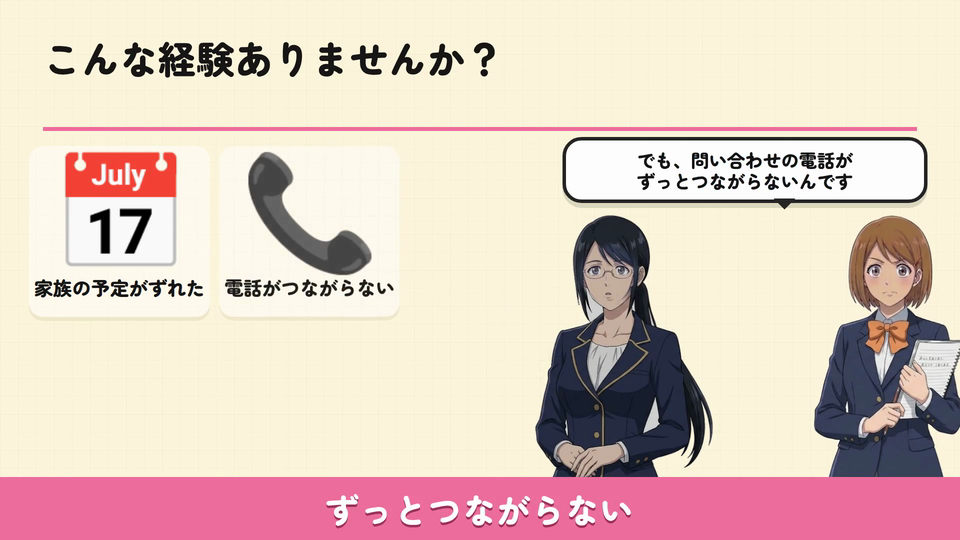 こんな経験ありませんか？
July
17
家族の予定がずれた
電話がつながらない
でも、問い合わせの電話が
ずっとつながらないんです
ずっとつながらない